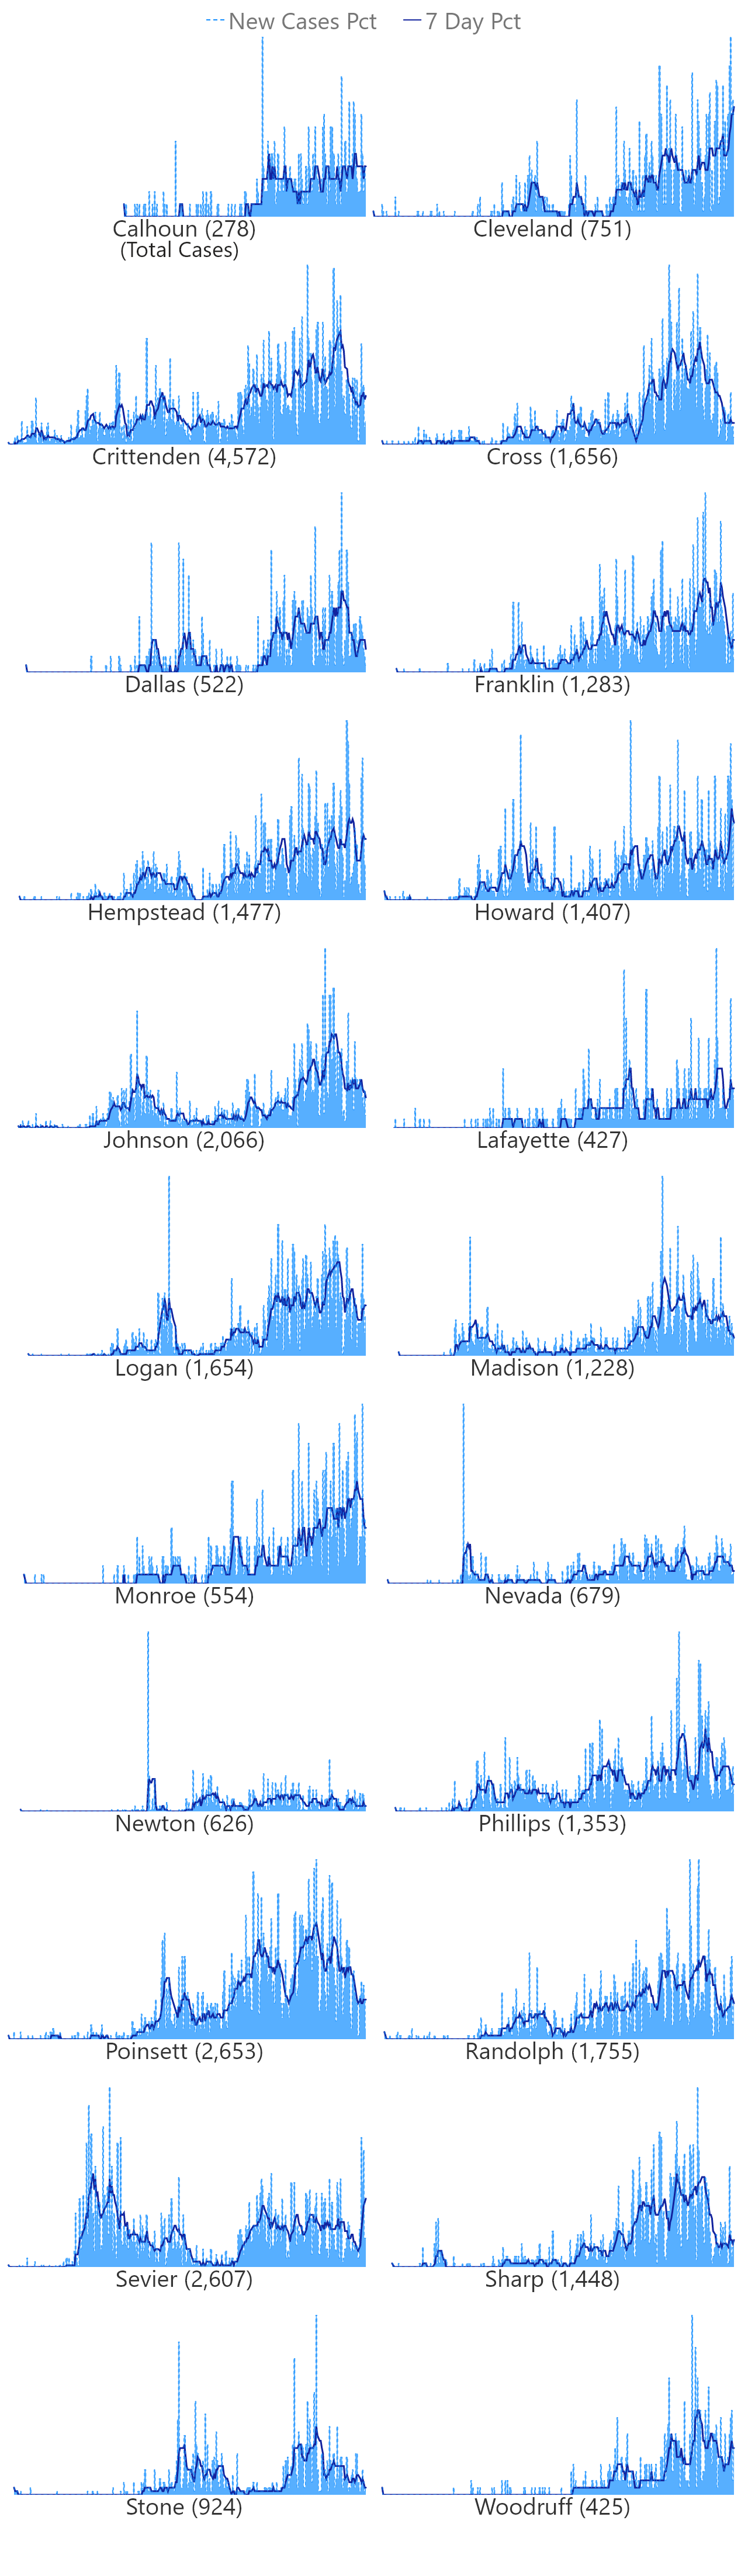 New Cases Pct 7 Day Pct
Calhoun (278) Cleveland (751)
(Total Cases)
Crittenden (4,572) Cross (1,656)
Dallas (522) Franklin (1,283)
Hempstead (1,477) Howard (1,407)
Johnson (2,066) Lafayette (427)
Logan (1,654) Madison (1,228)
Monroe (554) Nevada (679)
Newton (626) Phillips (1,353)
Poinsett (2,653) Randolph (1,755)
Sevier (2,607) Sharp (1,448)
Stone (924) Woodruff (425)